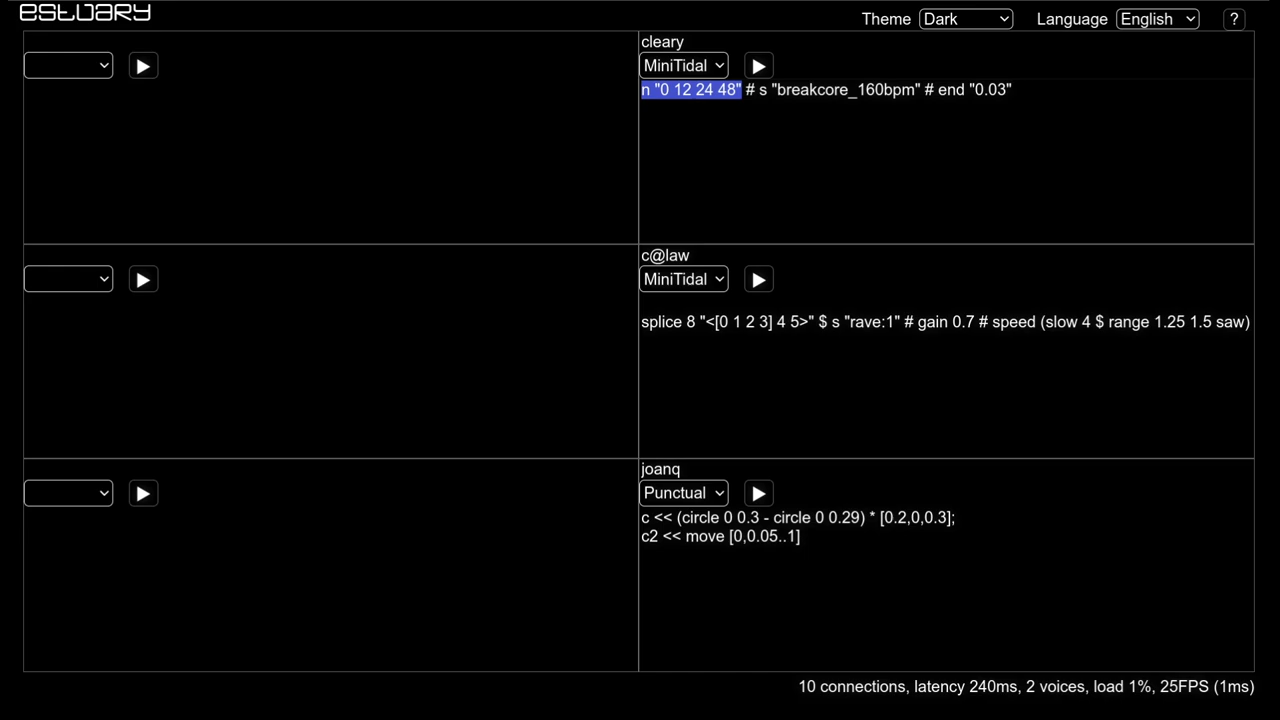 estuary
Theme Dark Language English ?
cleary
MiniTidal
n "0 12 24 48" # s "breakcore_160bpm" # end "0.03"
c@law
MiniTidal
splice 8 "<[0 1 2 3] 4 5>" $ s "rave:1" # gain 0.7 # speed (slow 4 $ range 1.25 1.5 saw)
joanq
Punctual
c << (circle 0 0.3 - circle 0 0.29) * [0.2,0,0.3];
c2 << move [0,0.05..1]
10 connections, latency 240ms, 2 voices, load 1%, 25FPS (1ms)